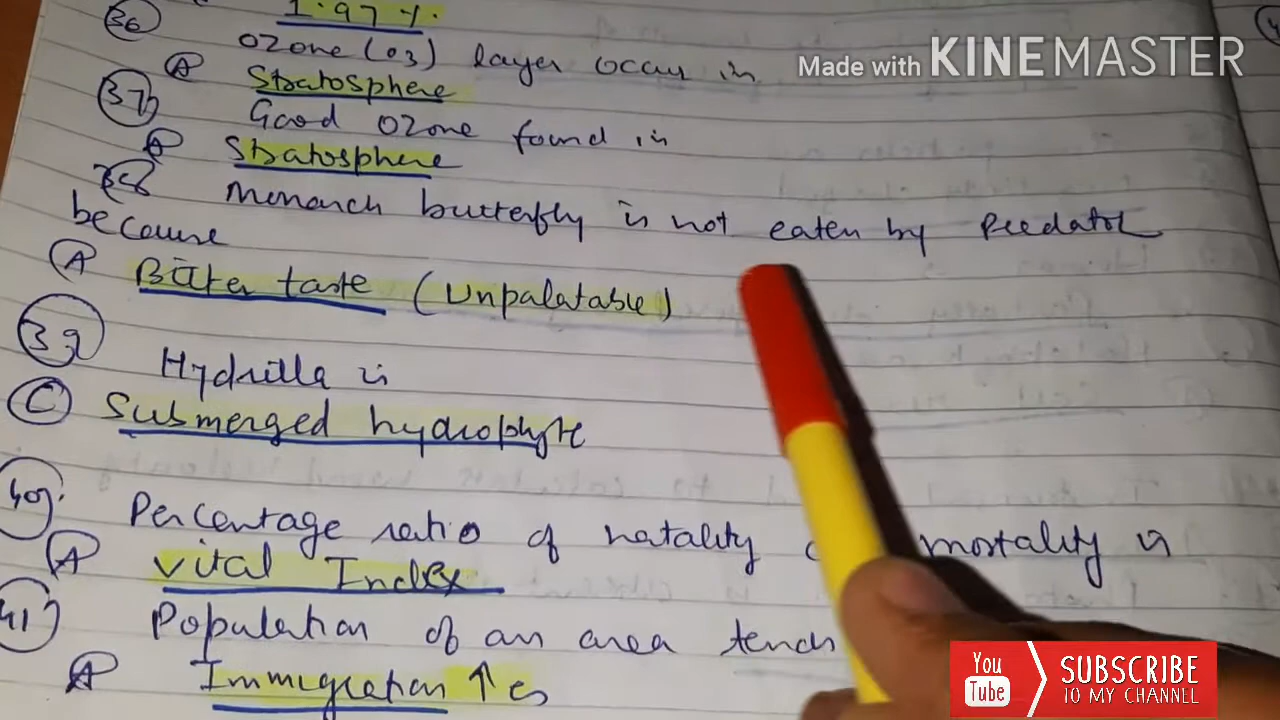 1.97 %.
36 Ozone (O3) layer occur in
A Stratosphere
37) Good Ozone found in
A Stratosphere
38 Monarch butterfly is not eaten by Predator
because
A Bitter taste (Unpalatable)
39 Hydrilla is
C Submerged hydrophyte
40). Percentage ratio of natality mortality is
A vital Index
41) Population of an area tends
A Immigration ↑es
Made with KINEMASTER
You Tube SUBSCRIBE
TO MY CHANNEL